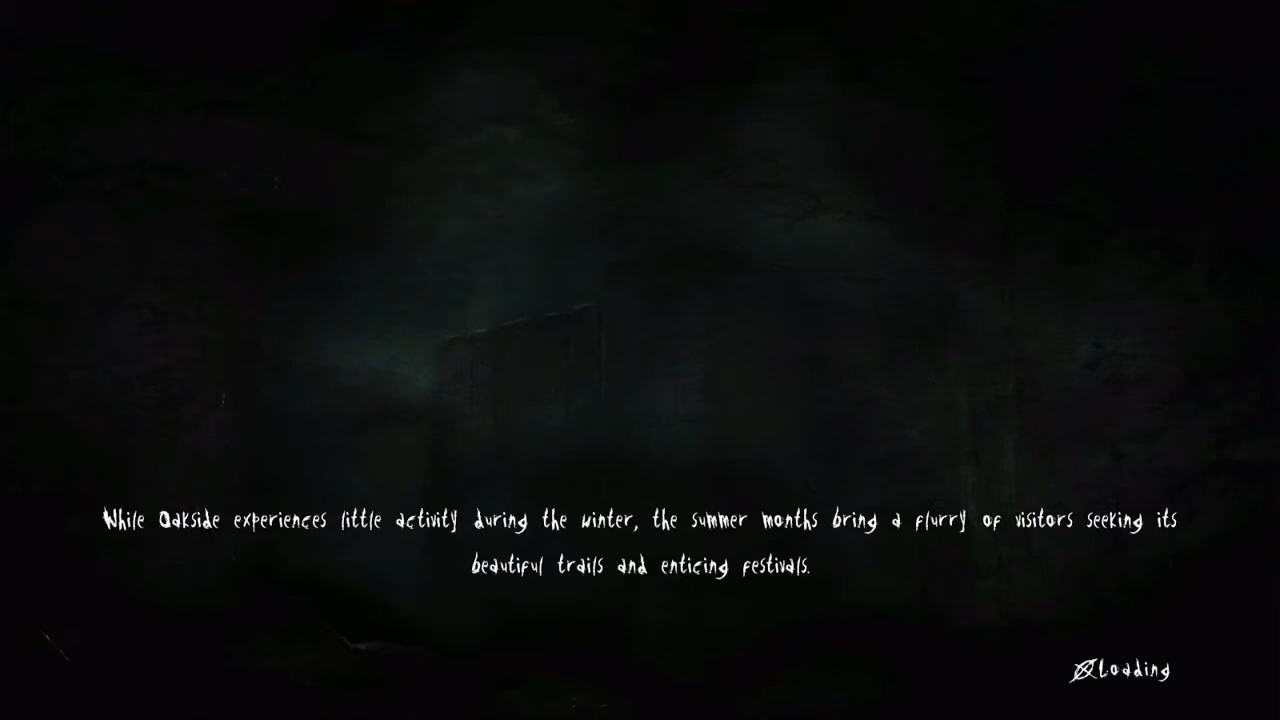 While Oakside experiences little activity during the winter, the summer months bring a flurry of visitors seeking its
beautiful trails and enticing festivals.
Loading